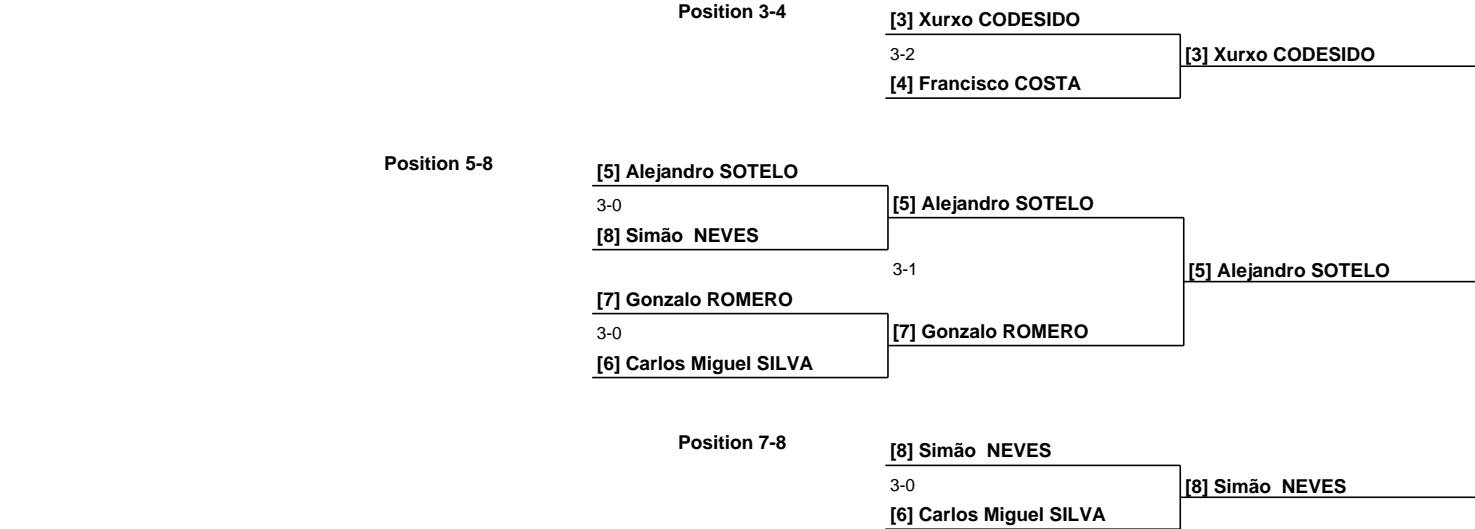 Position 3-4
[3] Xurxo CODESIDO
3-2
[3] Xurxo CODESIDO
[4] Francisco COSTA
Position 5-8
[5] Alejandro SOTELO
3-0
[5] Alejandro SOTELO
[8] Simão  NEVES
3-1
[5] Alejandro SOTELO
[7] Gonzalo ROMERO
3-0
[7] Gonzalo ROMERO
[6] Carlos Miguel SILVA
Position 7-8
[8] Simão  NEVES
3-0
[8] Simão  NEVES
[6] Carlos Miguel SILVA